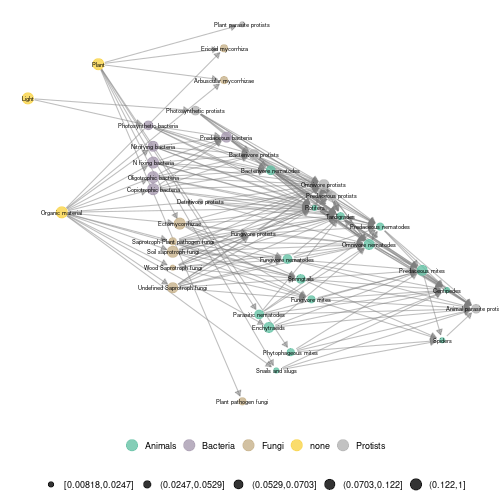 Plant parasite protists
Ericoid mycorrhiza
Plant
Arbuscular mycorrhizae
Light
Photosynthetic protists
Photosynthetic bacteria
Predaceous bacteria
Nitrifying bacteria
Bacterivore protists
N fixing bacteria
Bacterivore nematodes
Oligotrophic bacteria
Omnivore protists
Copiotrophic bacteria
Predaceous protists
Detritivore protists
Rotifers
Organic material
Tardigrades
Ectomycorrhizae
Predaceous nematodes
Fungivore protists
Saprotroph Plant pathogen fungi
Omnivore nematodes
Soil saprotroph fungi
Fungivore nematodes
Wood Saprotroph fungi
Predaceous mites
Springtails
Undefined Saprotroph fungi
Centipedes
Fungivore mites
Animal parasite proti
Parasitic nematodes
Enchytraeids
Spiders
Phytophageous mites
Snails and slugs
Plant pathogen fungi
Animals Bacteria Fungi none Protists
[0.00818,0.0247] (0.0247,0.0529] (0.0529,0.0703] (0.0703,0.122] (0.122,1]